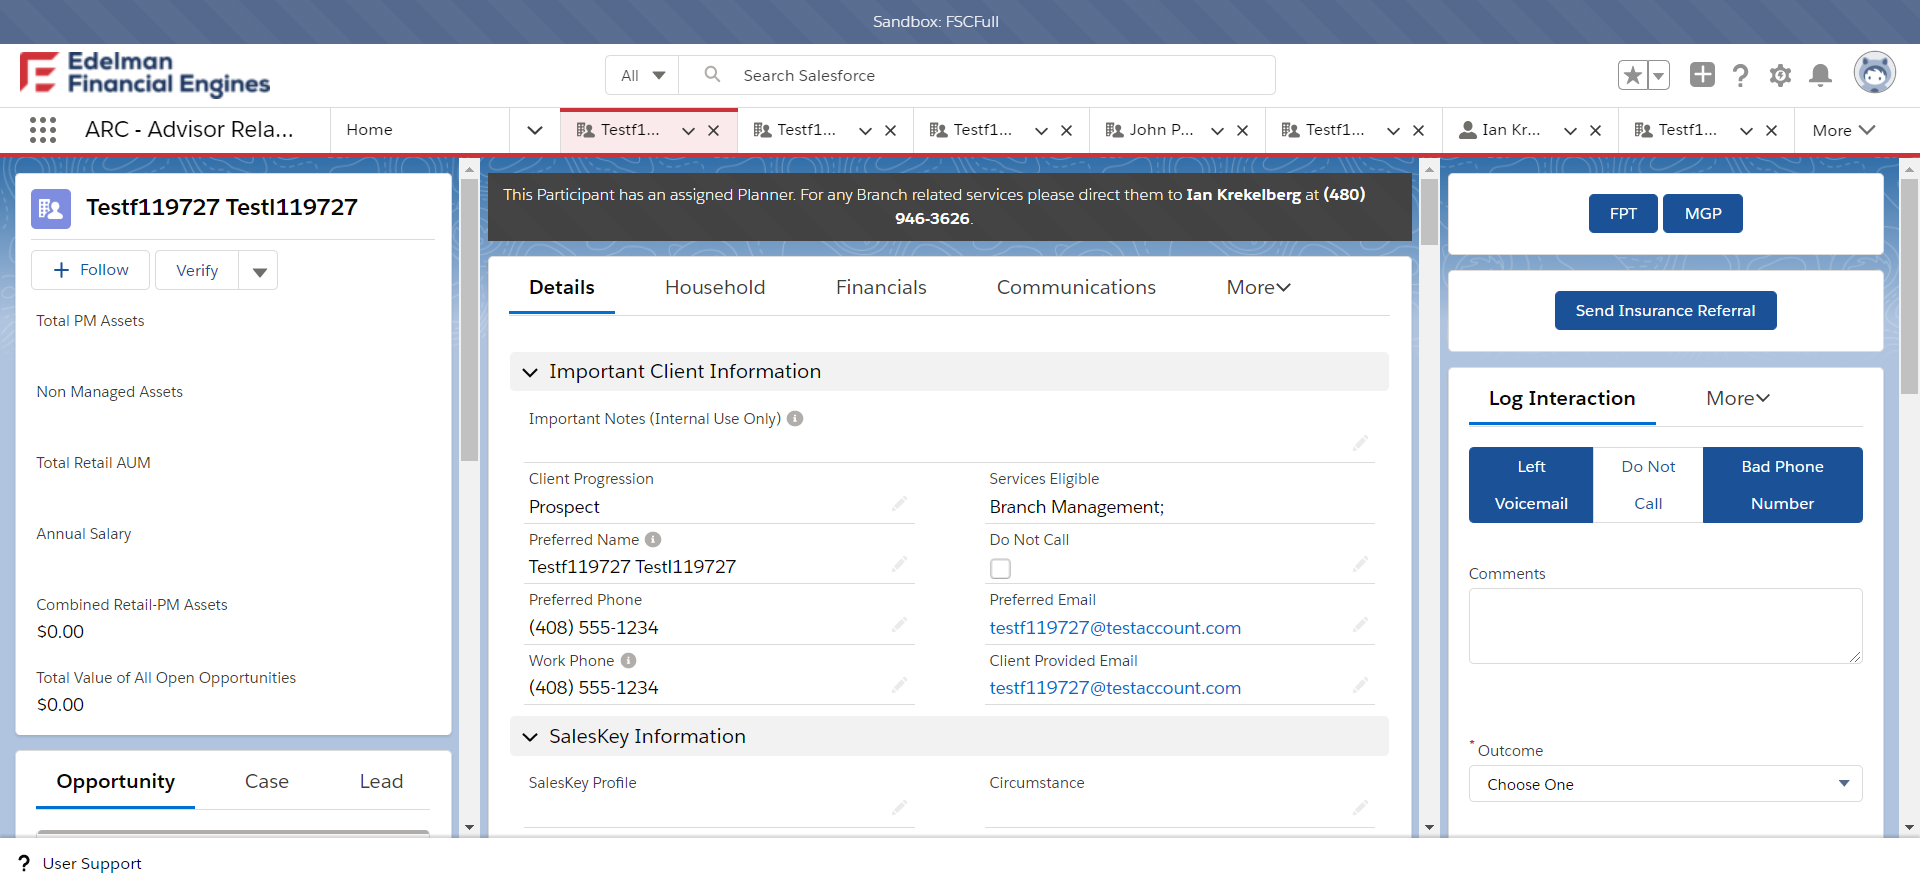 Sandbox: FSCFull
Edelman
Financial Engines
All
Search Salesforce
ARC - Advisor Rela...
Home
Testf1...
Testf1...
Testf1...
John P...
Testf1...
Ian Kr...
Testf1...
More
Testf119727 Testl119727
Follow
Verify
Total PM Assets
Non Managed Assets
Total Retail AUM
Annual Salary
Combined Retail-PM Assets
$0.00
Total Value of All Open Opportunities
$0.00
Opportunity
Case
Lead
This Participant has an assigned Planner. For any Branch related services please direct them to Ian Krekelberg at (480)
946-3626.
Details
Household
Financials
Communications
More
Important Client Information
Important Notes (Internal Use Only)
Client Progression
Prospect
Services Eligible
Branch Management;
Preferred Name
Testf119727 Testl119727
Do Not Call
Preferred Phone
(408) 555-1234
Preferred Email
testf119727@testaccount.com
Work Phone
(408) 555-1234
Client Provided Email
testf119727@testaccount.com
SalesKey Information
SalesKey Profile
Circumstance
FPT
MGP
Send Insurance Referral
Log Interaction
More
Left
Voicemail
Do Not
Call
Bad Phone
Number
Comments
* Outcome
Choose One
? User Support